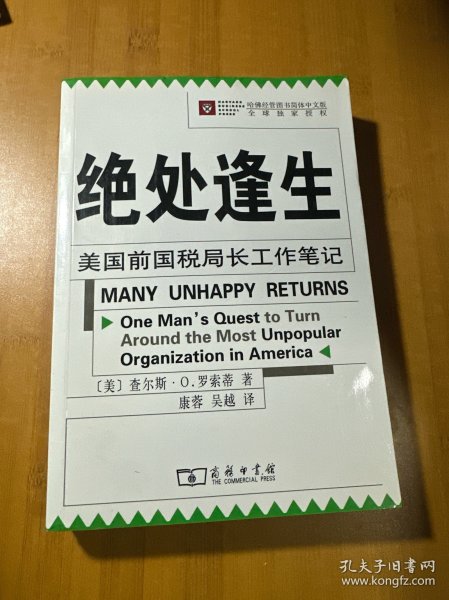 HARVARD
BUSINESS
SCHOOL
PRESS
哈佛经管图书简体中文版
全球独家授权
绝处逢生
美国前国税局长工作笔记
MANY UNHAPPY RETURNS
One Man's Quest to Turn
Around the Most Unpopular
Organization in America
〔美〕查尔斯·O.罗索蒂 著
康蓉 吴越 译
商务印书馆
THE COMMERCIAL PRESS
孔夫子旧书网
www.kongfz.com